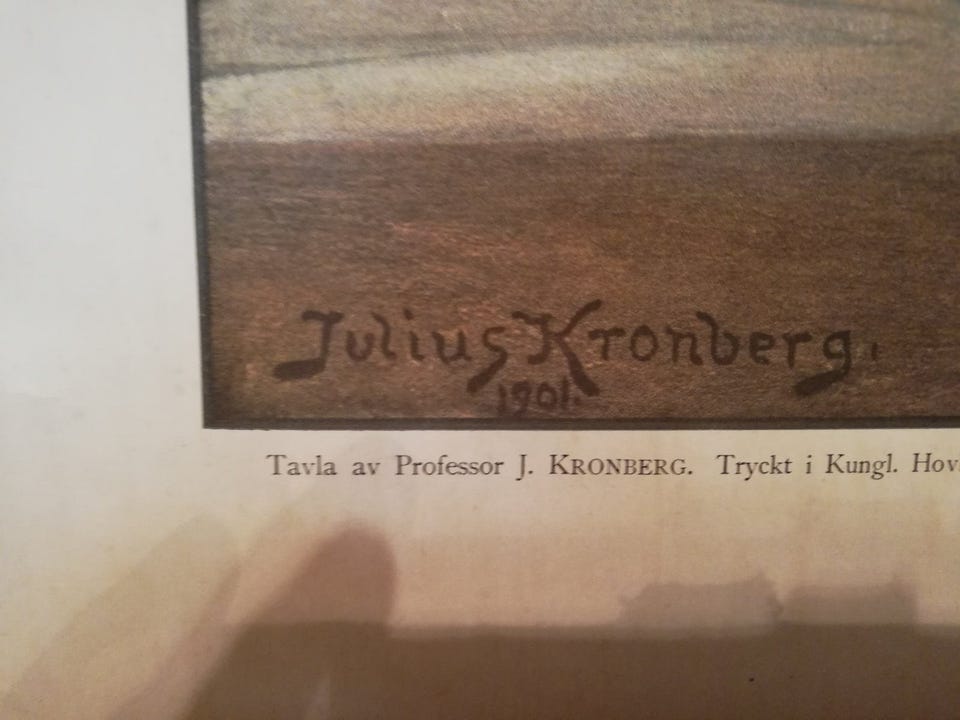 Julius Kronberg.
1901.
Tavla av Professor J. KRONBERG. Tryckt i Kungl.